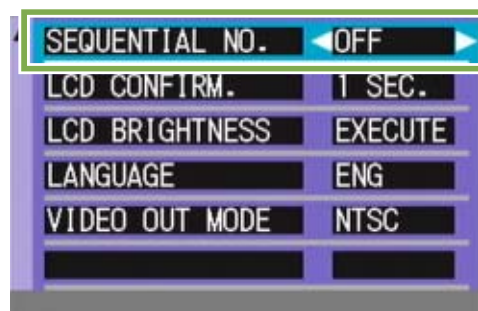 SEQUENTIAL NO. OFF
LCD CONFIRM. 1 SEC.
LCD BRIGHTNESS EXECUTE
LANGUAGE ENG
VIDEO OUT MODE NTSC